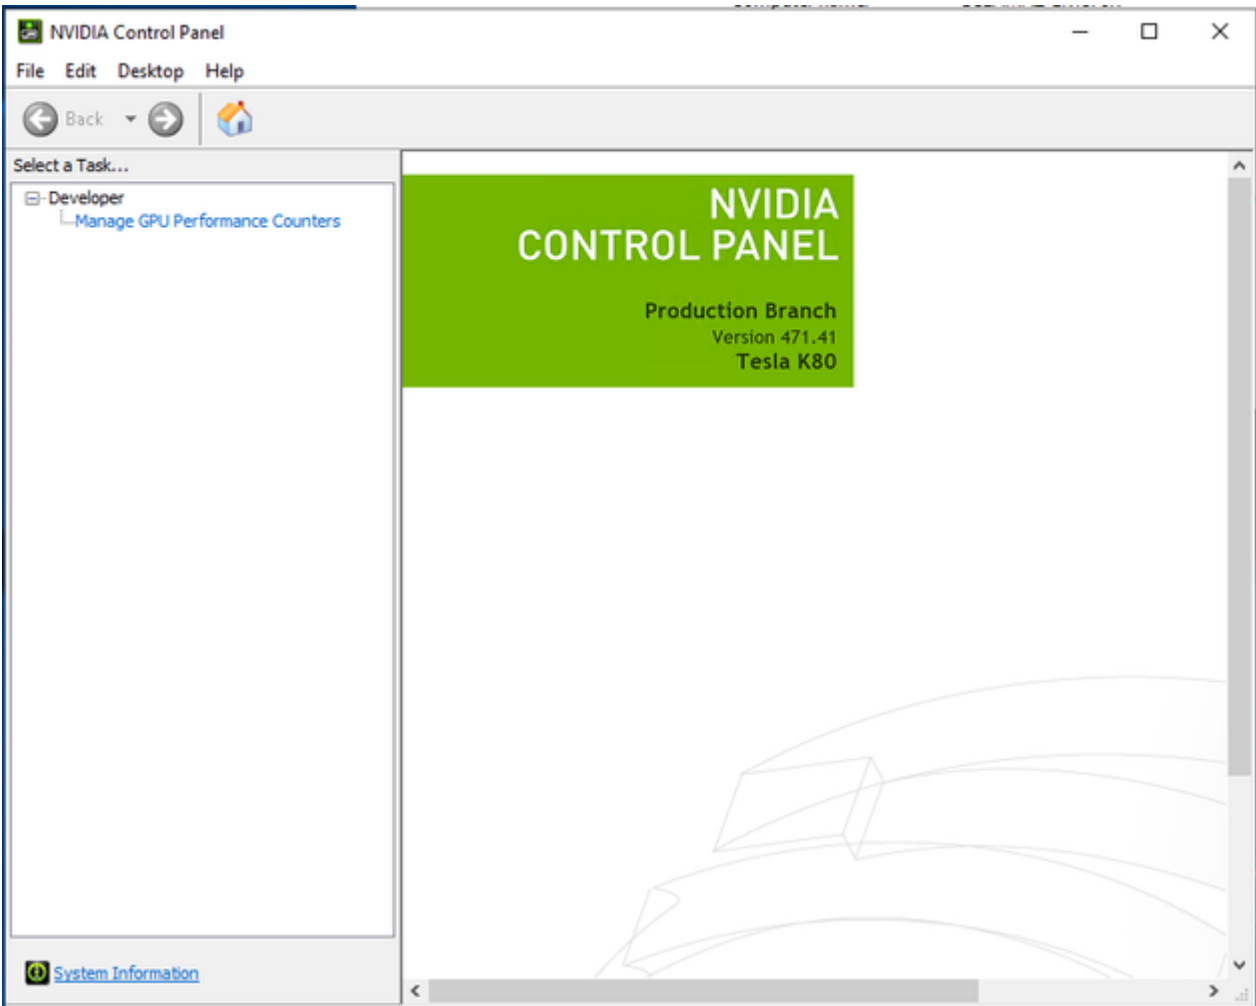 NVIDIA Control Panel
File Edit Desktop Help
Back
Select a Task...
Developer
Manage GPU Performance Counters
NVIDIA
CONTROL PANEL
Production Branch
Version 471.41
Tesla K80
System Information